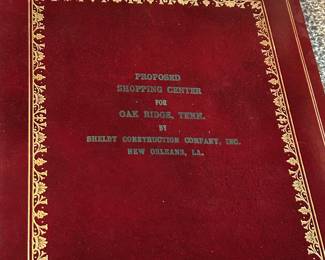 PROPOSED
SHOPPING CENTER
FOR
OAK RIDGE, TENN.
BY
SHELBY CONSTRUCTION COMPANY, INC.
NEW ORLEANS, LA.